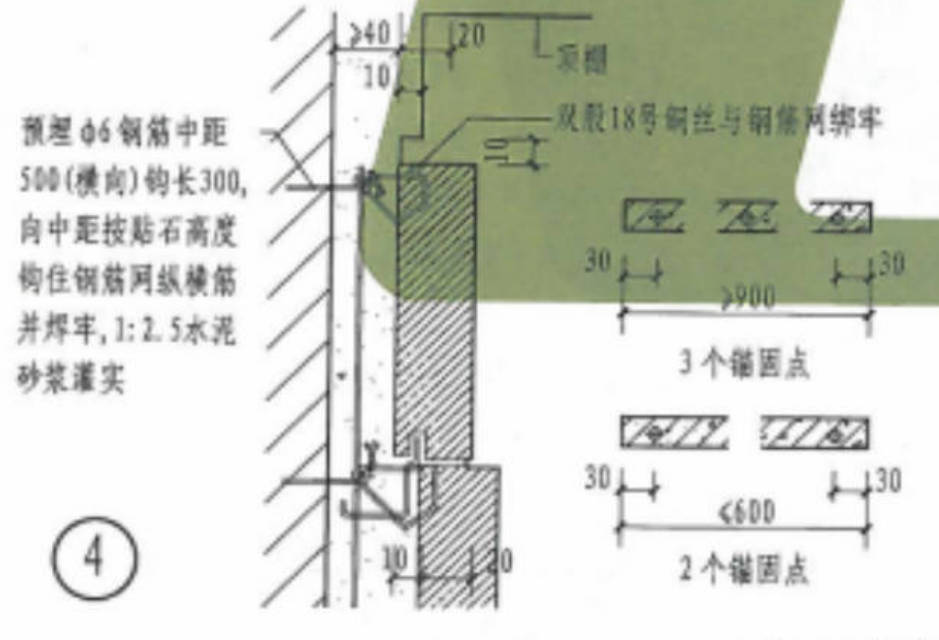 ≥40
20
10
顶棚
预埋ф6钢筋中距
500(横向)钩长300,
向中距按贴石高度
钩住钢筋网纵横筋
并焊牢,1:2.5水泥
砂浆灌实
双股18号铜丝与钢筋网绑牢
10
30
30
≥900
3个锚固点
30
30
≤600
2个锚固点
10
20
4